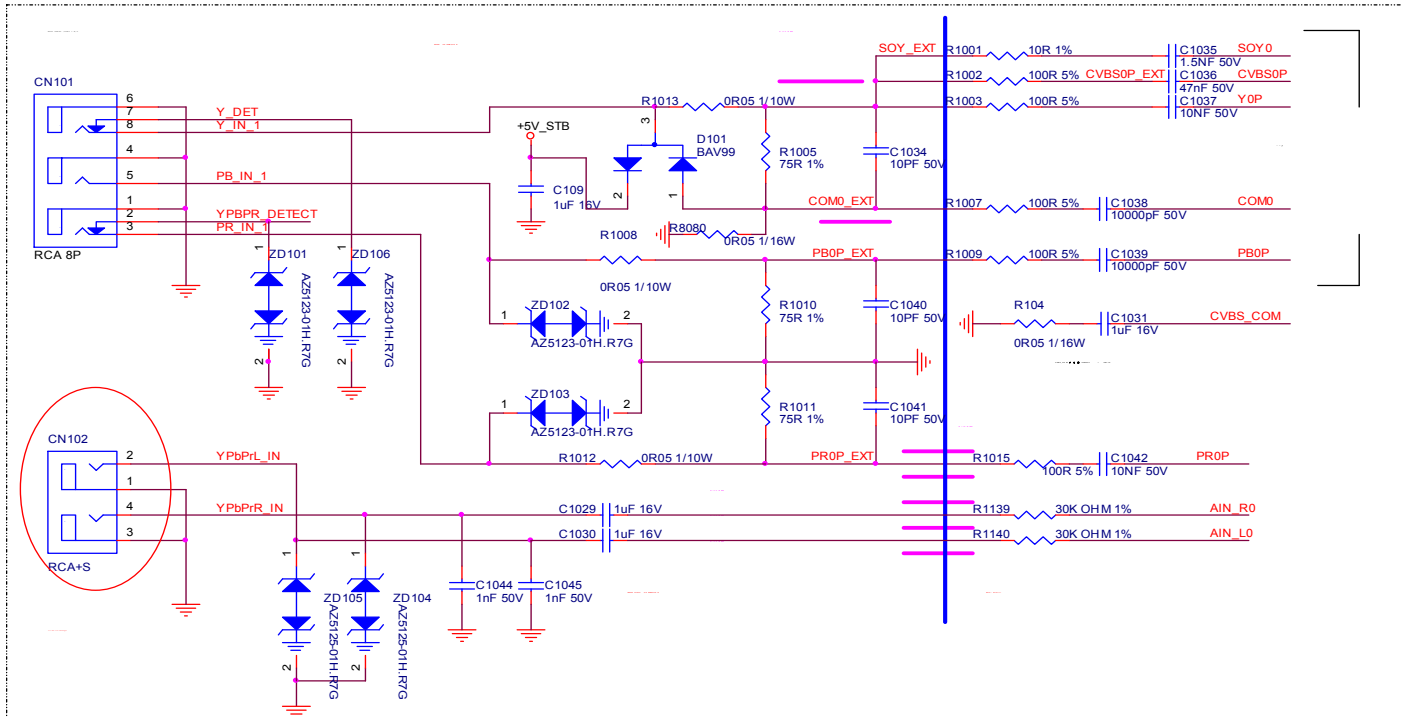 SOY_EXT R1001 10R 1% C1035 SOY0
1.5NF 50V
R1002 100R 5% CVBS0P_EXT C1036 CVBS0P
47nF 50V
R1003 100R 5% C1037 Y0P
10NF 50V
CN101
6
7 Y_DET
8 Y_IN_1
4
5 PB_IN_1
1
2 YPBPR_DETECT
3 PR_IN_1
RCA 8P
R1013 0R05 1/10W
+5V_STB
3
D101
BAV99
2
1
C109
1uF 16V
R1005
75R 1%
C1034
10PF 50V
COM0_EXT R1007 100R 5% C1038 COM0
10000pF 50V
R8080
0R05 1/16W
R1008
0R05 1/10W
PB0P_EXT R1009 100R 5% C1039 PB0P
10000pF 50V
1 ZD101
AZ5123-01H.R7G
2
1 ZD106
AZ5123-01H.R7G
2
ZD102
1 2
AZ5123-01H.R7G
R1010
75R 1%
C1040
10PF 50V
R104
0R05 1/16W
C1031 CVBS_COM
1uF 16V
ZD103
1 2
AZ5123-01H.R7G
R1011
75R 1%
C1041
10PF 50V
R1012 0R05 1/10W
PR0P_EXT R1015 100R 5% C1042 PR0P
10NF 50V
CN102
2 YPbPrL_IN
1
4 YPbPrR_IN
3
RCA+S
C1029 1uF 16V
R1139 30K OHM 1% AIN_R0
C1030 1uF 16V
R1140 30K OHM 1% AIN_L0
1 ZD105
AZ5125-01H.R7G
2
1 ZD104
AZ5125-01H.R7G
2
C1044
1nF 50V
C1045
1nF 50V